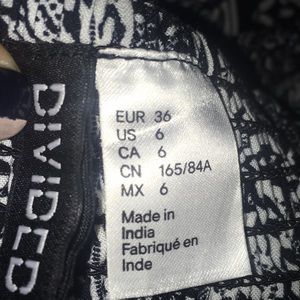 DIVIDED
EUR 36
US 6
CA 6
CN 165/84A
MX 6
Made in
India
Fabriqué en
Inde